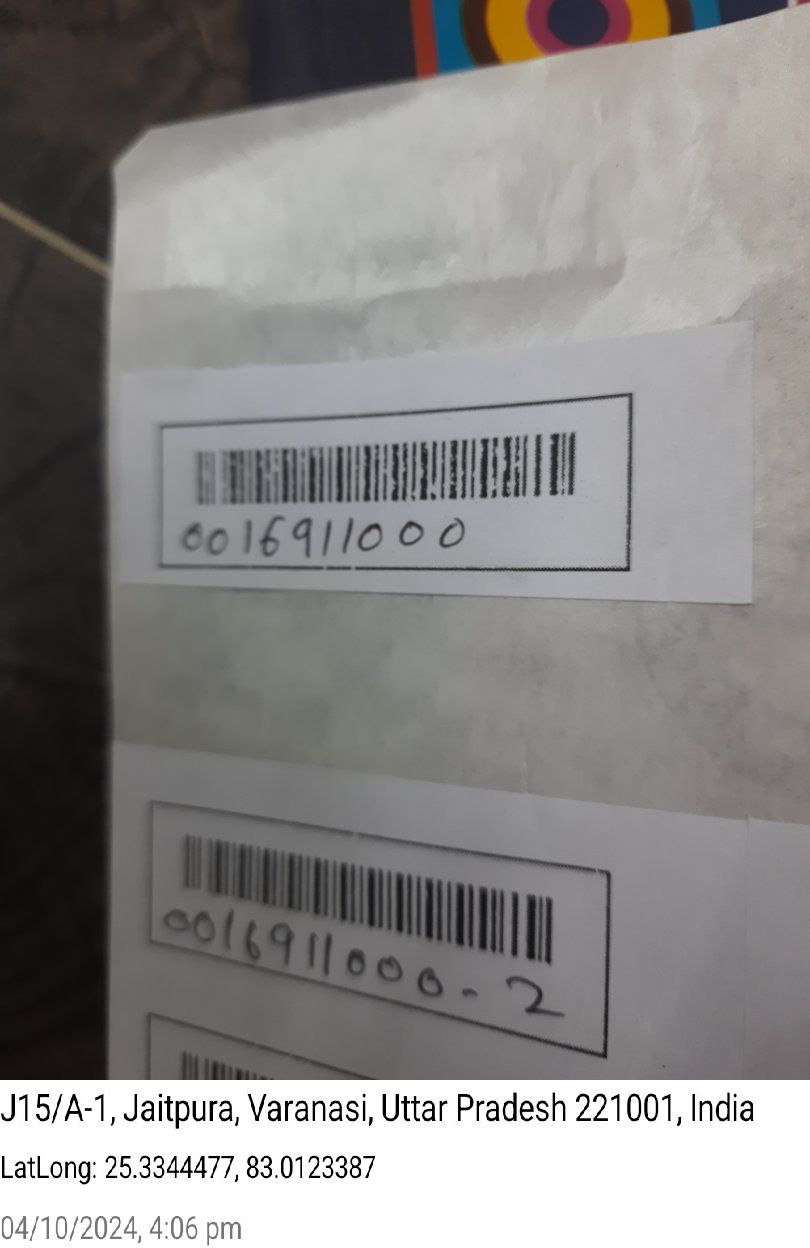 0016911000
0016911000-2
J15/A-1, Jaitpura, Varanasi, Uttar Pradesh 221001, India
LatLong: 25.3344477, 83.0123387
04/10/2024, 4:06 pm